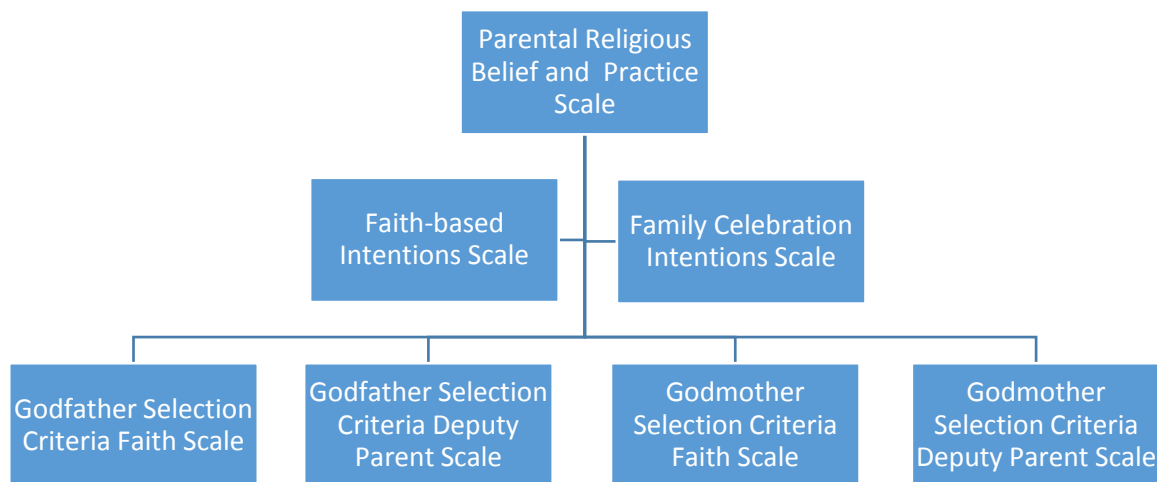 Parental Religious
Belief and Practice
Scale
Faith-based
Intentions Scale
Family Celebration
Intentions Scale
Godfather Selection
Criteria Faith Scale
Godfather Selection
Criteria Deputy
Parent Scale
Godmother
Selection Criteria
Faith Scale
Godmother
Selection Criteria
Deputy Parent Scale